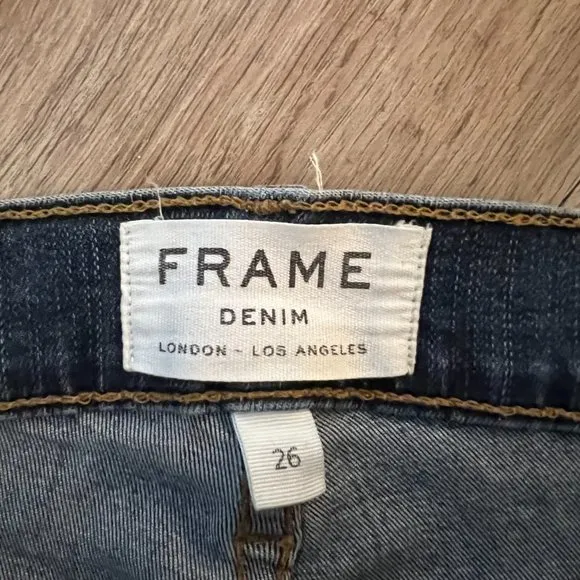 FRAME
DENIM
LONDON - LOS ANGELES
26